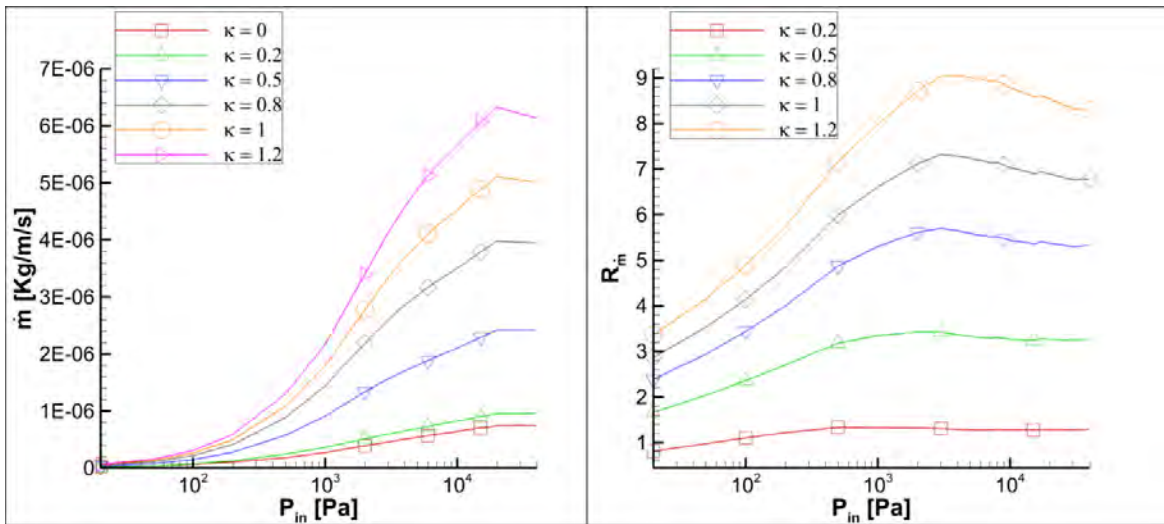 κ = 0
κ = 0.2
κ = 0.5
κ = 0.8
κ = 1
κ = 1.2
7E-06
6E-06
5E-06
4E-06
3E-06
2E-06
1E-06
0
ṁ [Kg/m/s]
10² 10³ 10⁴
P_in [Pa]
κ = 0.2
κ = 0.5
κ = 0.8
κ = 1
κ = 1.2
9
8
7
6
5
4
3
2
1
R_ṁ
10² 10³ 10⁴
P_in [Pa]